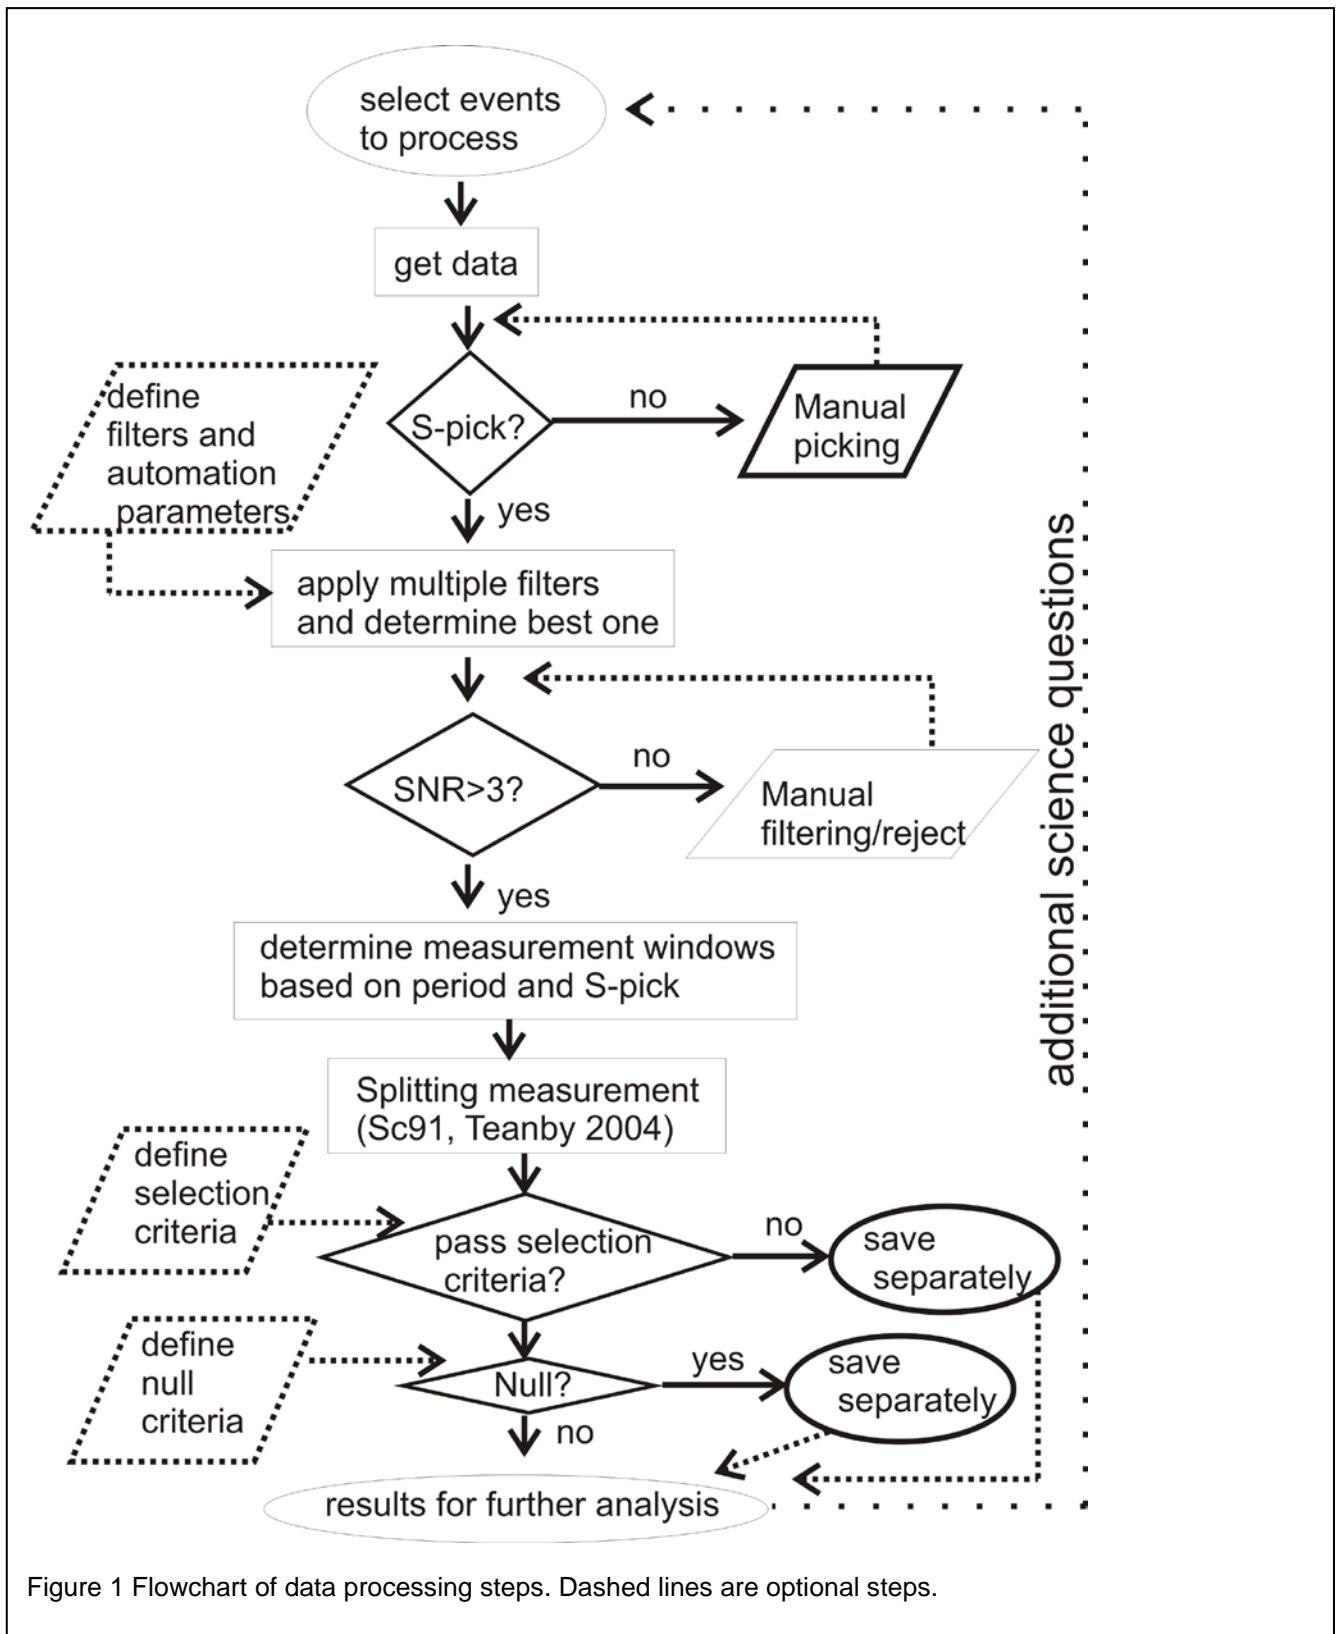 select events
to process
get data
define
filters and
automation
parameters
S-pick?
no
Manual
picking
yes
apply multiple filters
and determine best one
SNR>3?
no
Manual
filtering/reject
yes
determine measurement windows
based on period and S-pick
Splitting measurement
(Sc91, Teanby 2004)
define
selection
criteria
pass selection
criteria?
no
save
separately
define
null
criteria
Null?
yes
save
separately
no
results for further analysis
additional science questions
Figure 1 Flowchart of data processing steps. Dashed lines are optional steps.